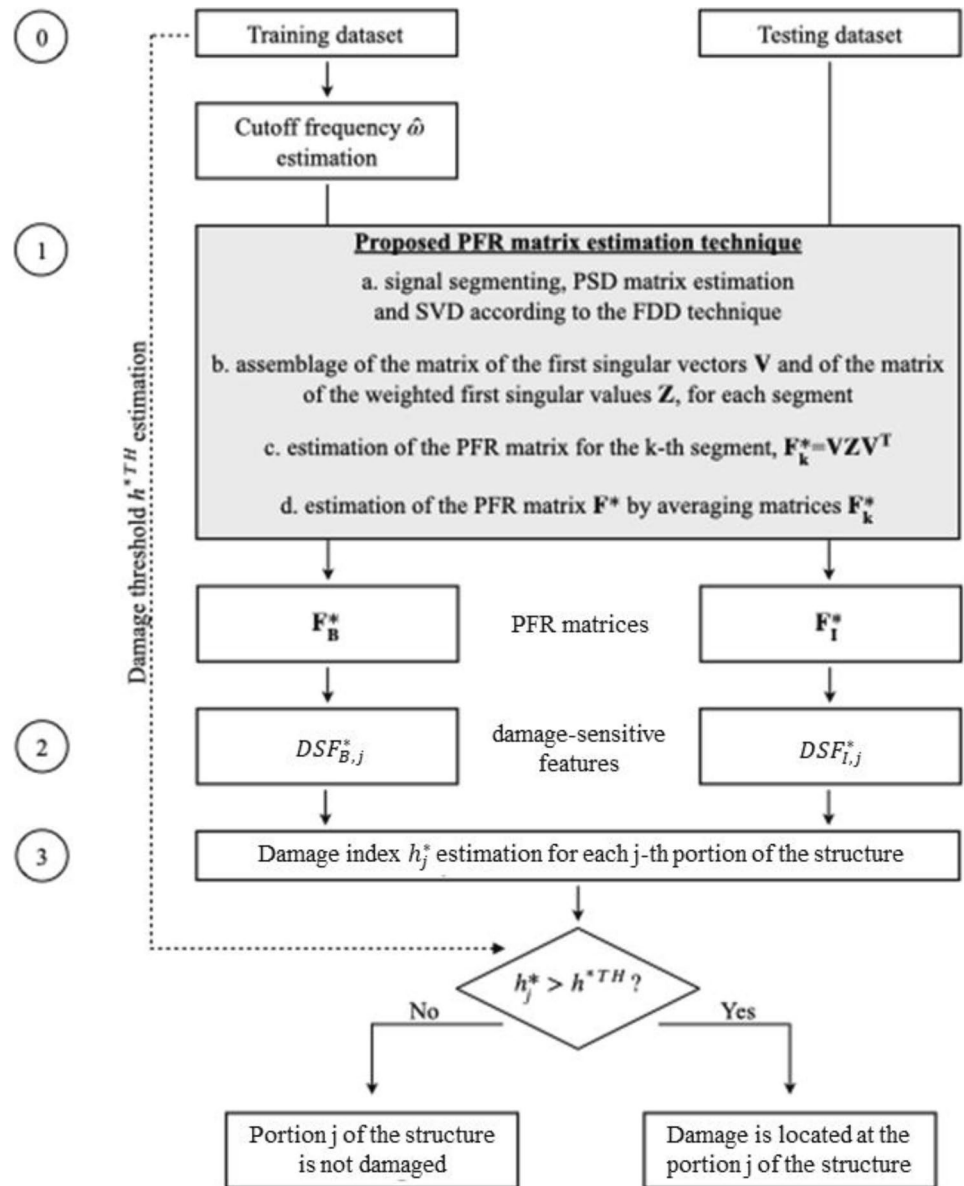 0
Training dataset
Testing dataset
Cutoff frequency ω̂
estimation
1
Proposed PFR matrix estimation technique
a. signal segmenting, PSD matrix estimation
and SVD according to the FDD technique
b. assemblage of the matrix of the first singular vectors V and of the matrix
of the weighted first singular values Z, for each segment
c. estimation of the PFR matrix for the k-th segment, F*k=VZV^T
d. estimation of the PFR matrix F* by averaging matrices F*k
Damage threshold h*TH estimation
F*B
PFR matrices
F*I
2
DSF*B,j
damage-sensitive
features
DSF*I,j
3
Damage index h*j estimation for each j-th portion of the structure
h*j > h*TH ?
No
Yes
Portion j of the structure
is not damaged
Damage is located at the
portion j of the structure